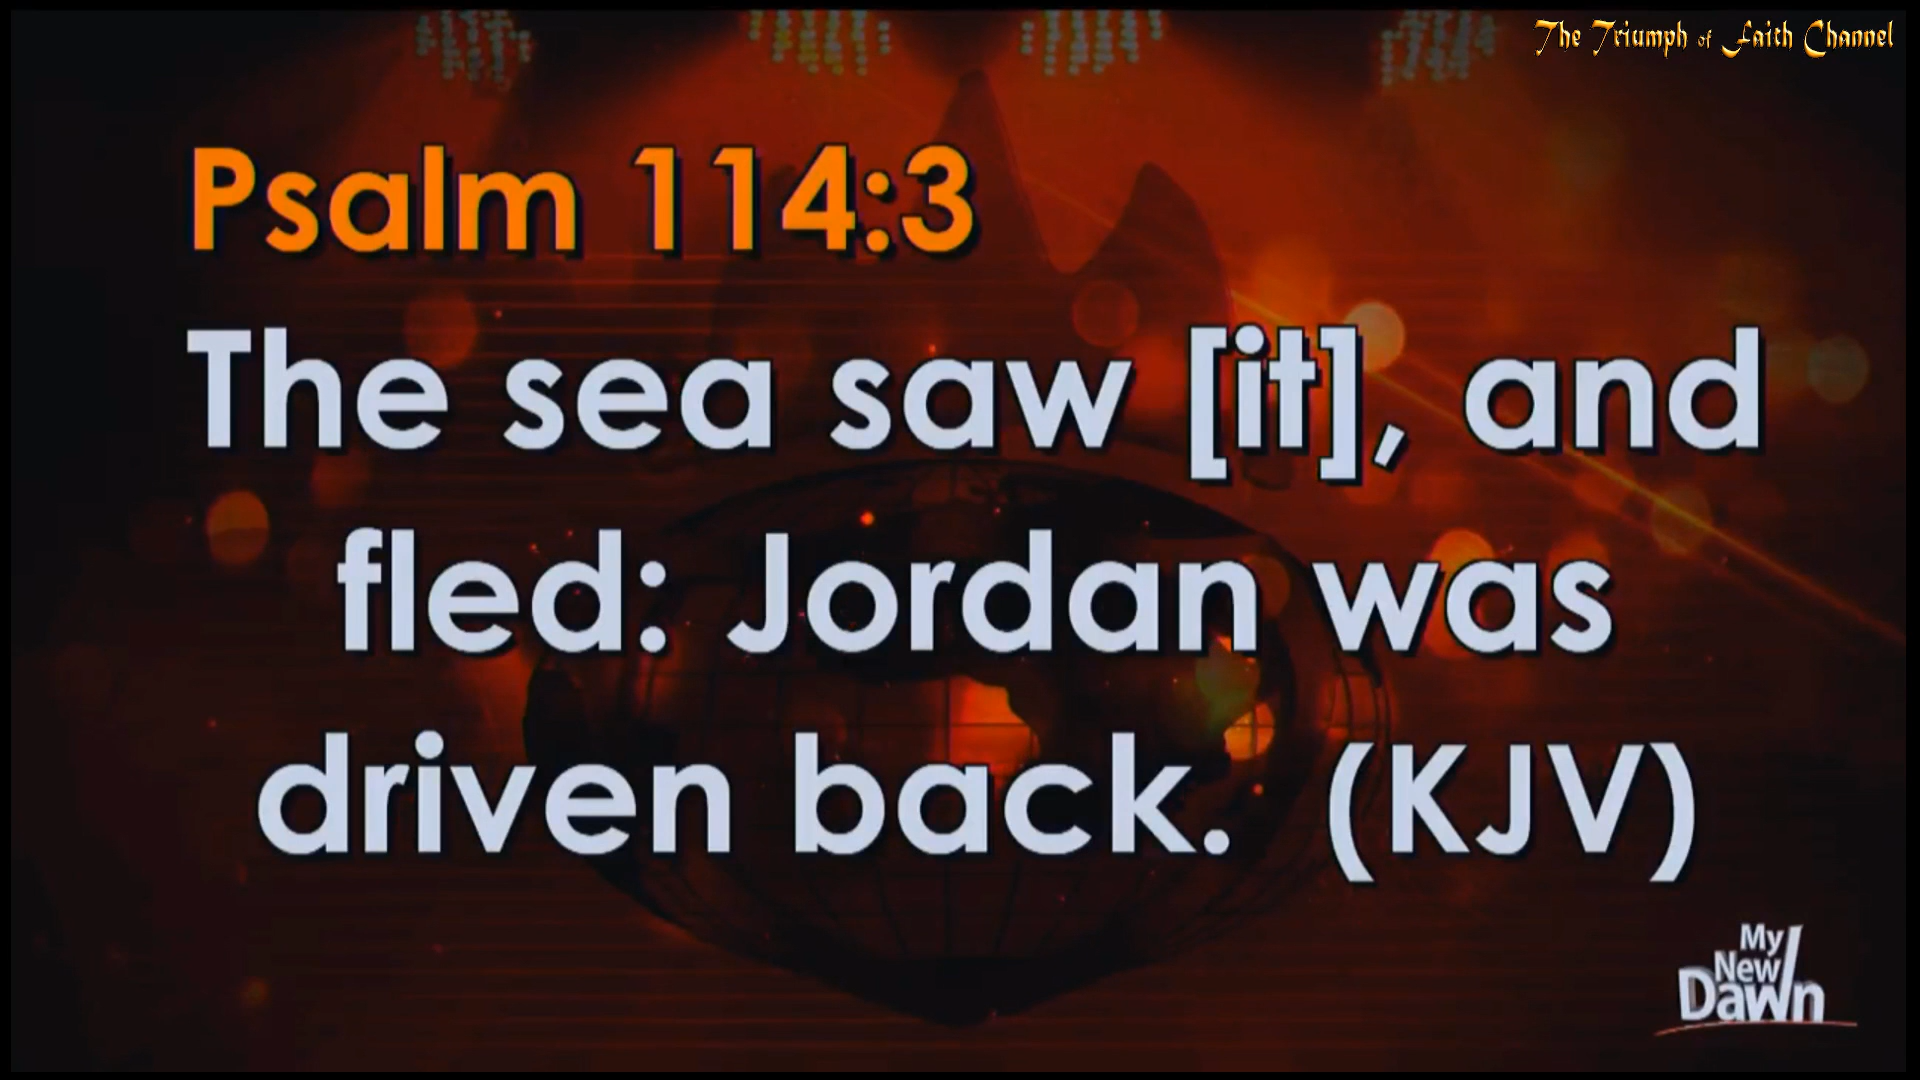 The Triumph of Faith Channel
Psalm 114:3
The sea saw [it], and
fled: Jordan was
driven back. (KJV)
My
New
Dawn